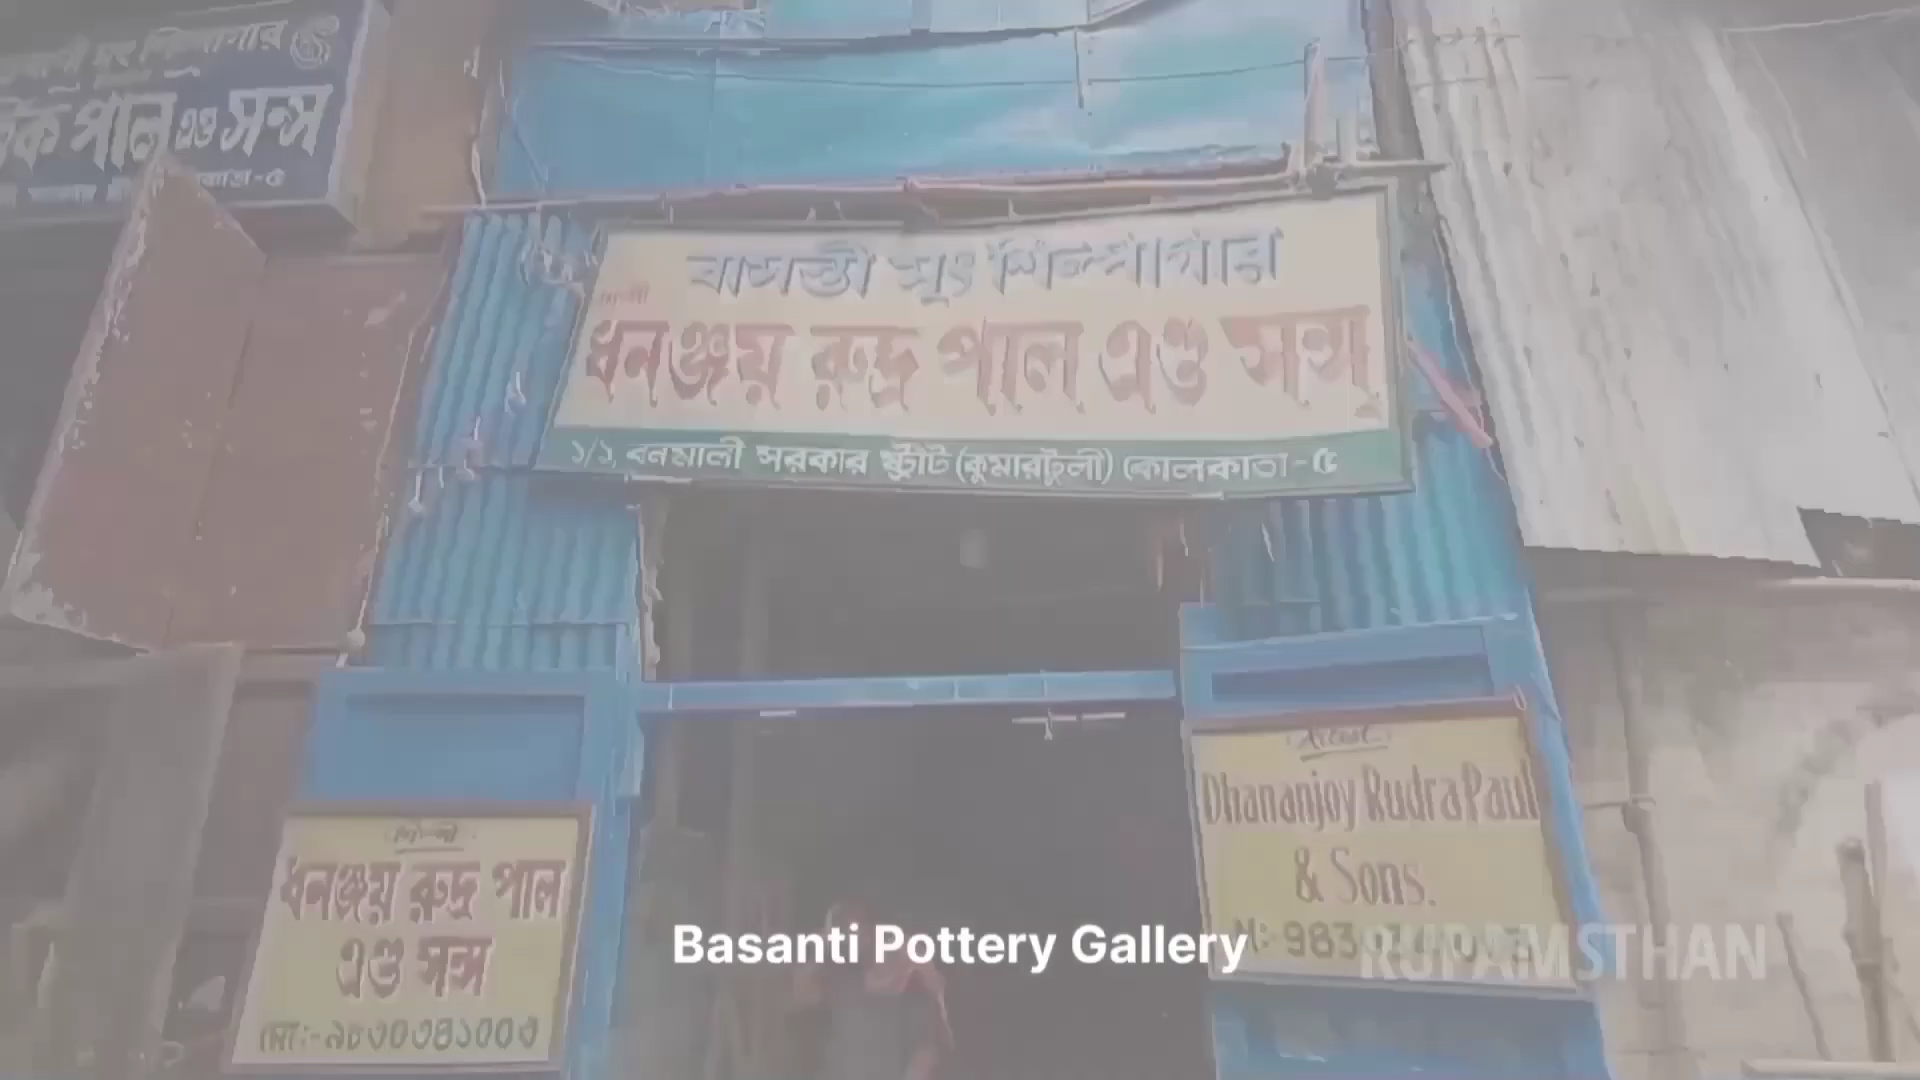 মৃৎ শিল্পাগার
পাল এণ্ড সন্স
বাসন্তী মৃৎ শিল্পাগার
শিল্পী
ধনঞ্জয় রুদ্র পাল এণ্ড সন্স
১/১, বনমালী সরকার ষ্ট্রীট (কুমারটুলী) কোলকাতা-৫
Artist
Dhananjoy Rudra Paul
& Sons.
শিল্পী
ধনঞ্জয় রুদ্র পাল
এণ্ড সন্স
মো:-৯৮৩০৩৪১০০৩
Basanti Pottery Gallery
RUPAMSTHAN